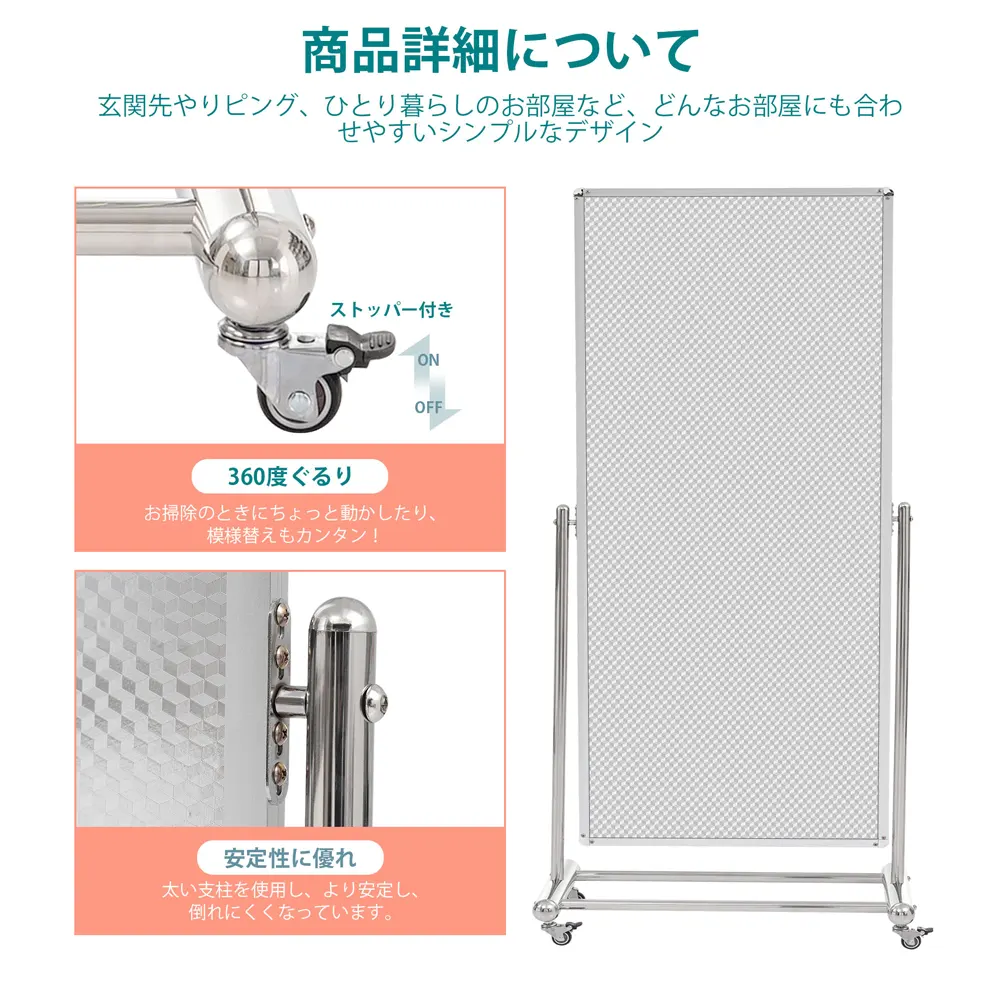 商品詳細について
玄関先やりピング、ひとり暮らしのお部屋など、どんなお部屋にも合わ
せやすいシンプルなデザイン
ストッパー付き
ON
OFF
360度ぐるり
お掃除のときにちょっと動かしたり、
模様替えもカンタン！
安定性に優れ
太い支柱を使用し、より安定し、
倒れにくくなっています。